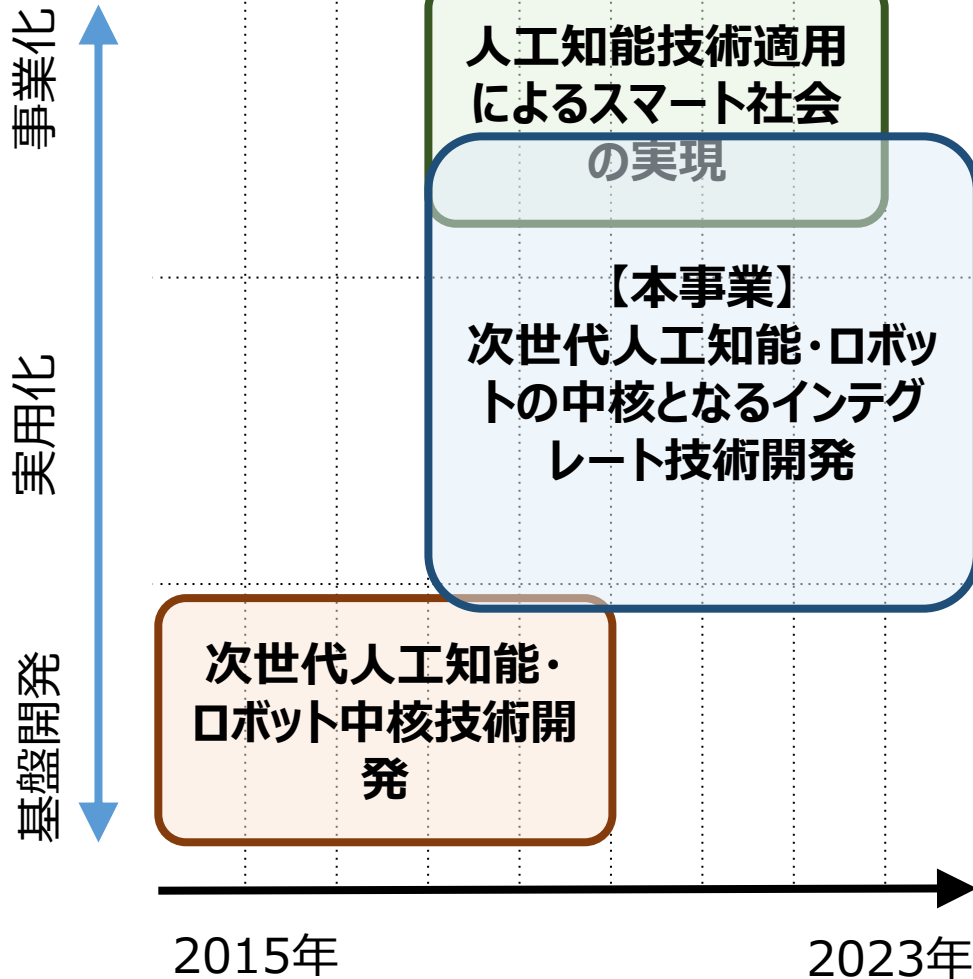 事業化
実用化
基盤開発
人工知能技術適用
によるスマート社会
の実現
【本事業】
次世代人工知能・ロボッ
トの中核となるインテグ
レート技術開発
次世代人工知能・
ロボット中核技術開
発
2015年
2023年